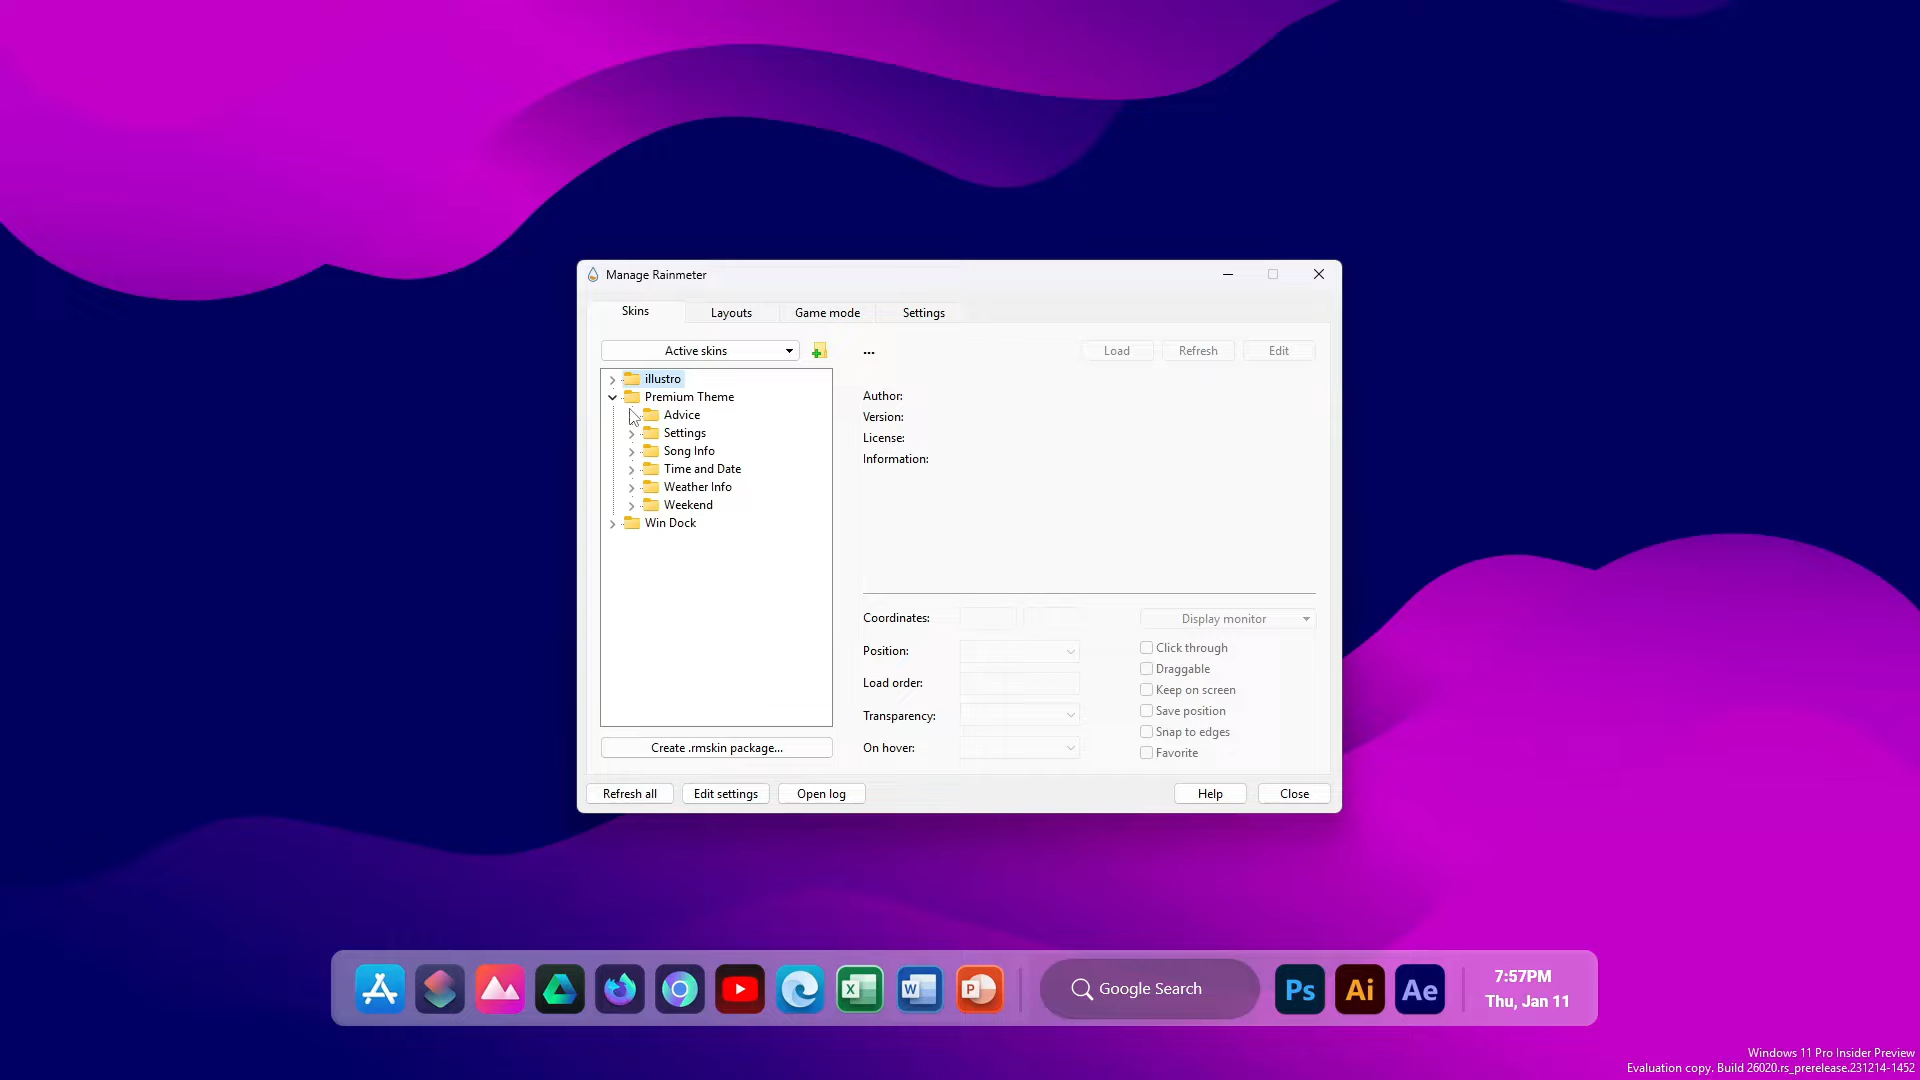 Manage Rainmeter
Skins
Layouts
Game mode
Settings
Active skins
...
Load
Refresh
Edit
illustro
Premium Theme
Advice
Settings
Song Info
Time and Date
Weather Info
Weekend
Win Dock
Author:
Version:
License:
Information:
Coordinates:
Display monitor
Position:
Click through
Draggable
Load order:
Keep on screen
Transparency:
Save position
Snap to edges
On hover:
Favorite
Create .rmskin package...
Refresh all
Edit settings
Open log
Help
Close
X
W
P
Google Search
Ps
Ai
Ae
7:57PM
Thu, Jan 11
Windows 11 Pro Insider Preview
Evaluation copy. Build 26020.rs_prerelease.231214-1452